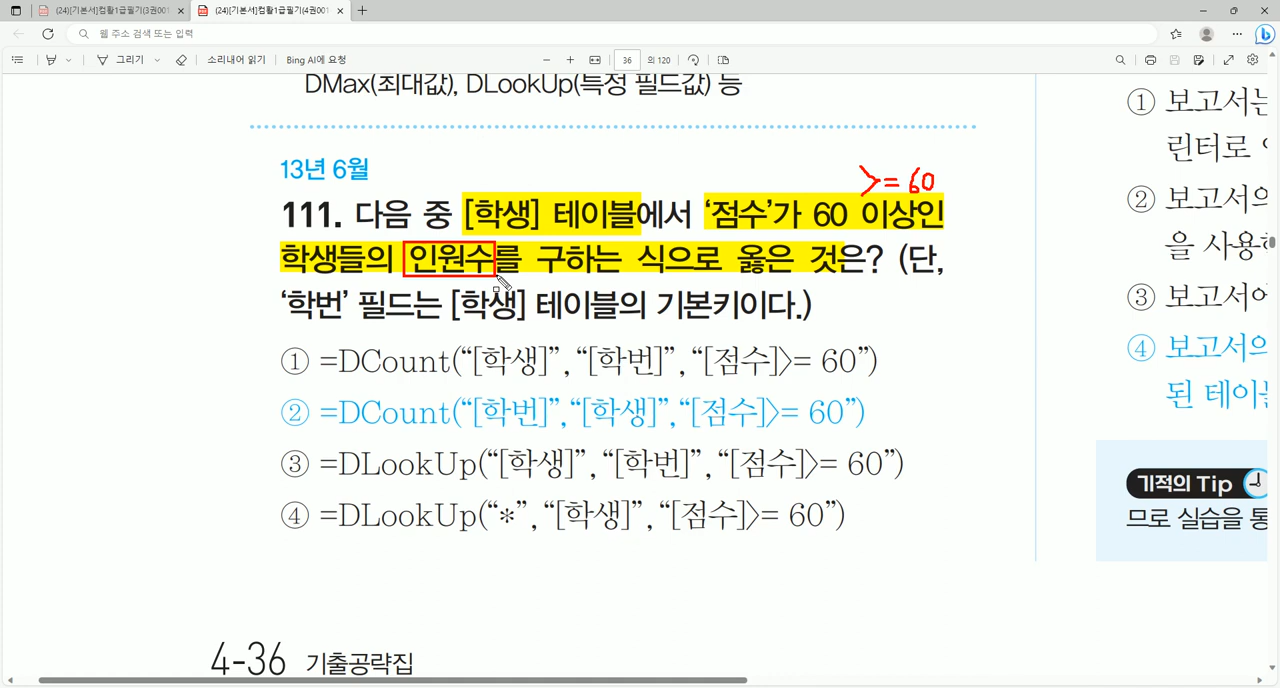 (24)[기본서]컴활1급필기(3권001
(24)[기본서]컴활1급필기(4권001
웹 주소 검색 또는 입력
그리기
소리내어 읽기
Bing AI에 요청
36 의 120
DMax(최대값), DLookUp(특정 필드값) 등
13년 6월
>= 60
111. 다음 중 [학생] 테이블에서 ‘점수’가 60 이상인
학생들의 인원수를 구하는 식으로 옳은 것은? (단,
‘학번’ 필드는 [학생] 테이블의 기본키이다.)
① =DCount(“[학생]”,“[학번]”,“[점수]>= 60”)
② =DCount(“[학번]”,“[학생]”,“[점수]>= 60”)
③ =DLookUp(“[학생]”,“[학번]”,“[점수]>= 60”)
④ =DLookUp(“*”,“[학생]”,“[점수]>= 60”)
4-36 기출공략집
① 보고서는
린터로
② 보고서의
을 사용하
③ 보고서에
④ 보고서의
된 테이블
기적의 Tip
므로 실습을 통